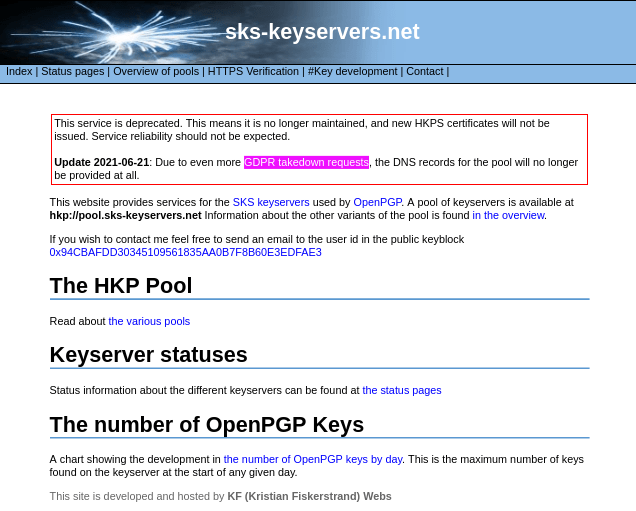 sks-keyservers.net
Index | Status pages | Overview of pools | HTTPS Verification | #Key development | Contact |
This service is deprecated. This means it is no longer maintained, and new HKPS certificates will not be
issued. Service reliability should not be expected.
Update 2021-06-21: Due to even more GDPR takedown requests, the DNS records for the pool will no longer
be provided at all.
This website provides services for the SKS keyservers used by OpenPGP. A pool of keyservers is available at
hkp://pool.sks-keyservers.net Information about the other variants of the pool is found in the overview.
If you wish to contact me feel free to send an email to the user id in the public keyblock
0x94CBAFDD30345109561835AA0B7F8B60E3EDFAE3
The HKP Pool
Read about the various pools
Keyserver statuses
Status information about the different keyservers can be found at the status pages
The number of OpenPGP Keys
A chart showing the development in the number of OpenPGP keys by day. This is the maximum number of keys
found on the keyserver at the start of any given day.
This site is developed and hosted by KF (Kristian Fiskerstrand) Webs